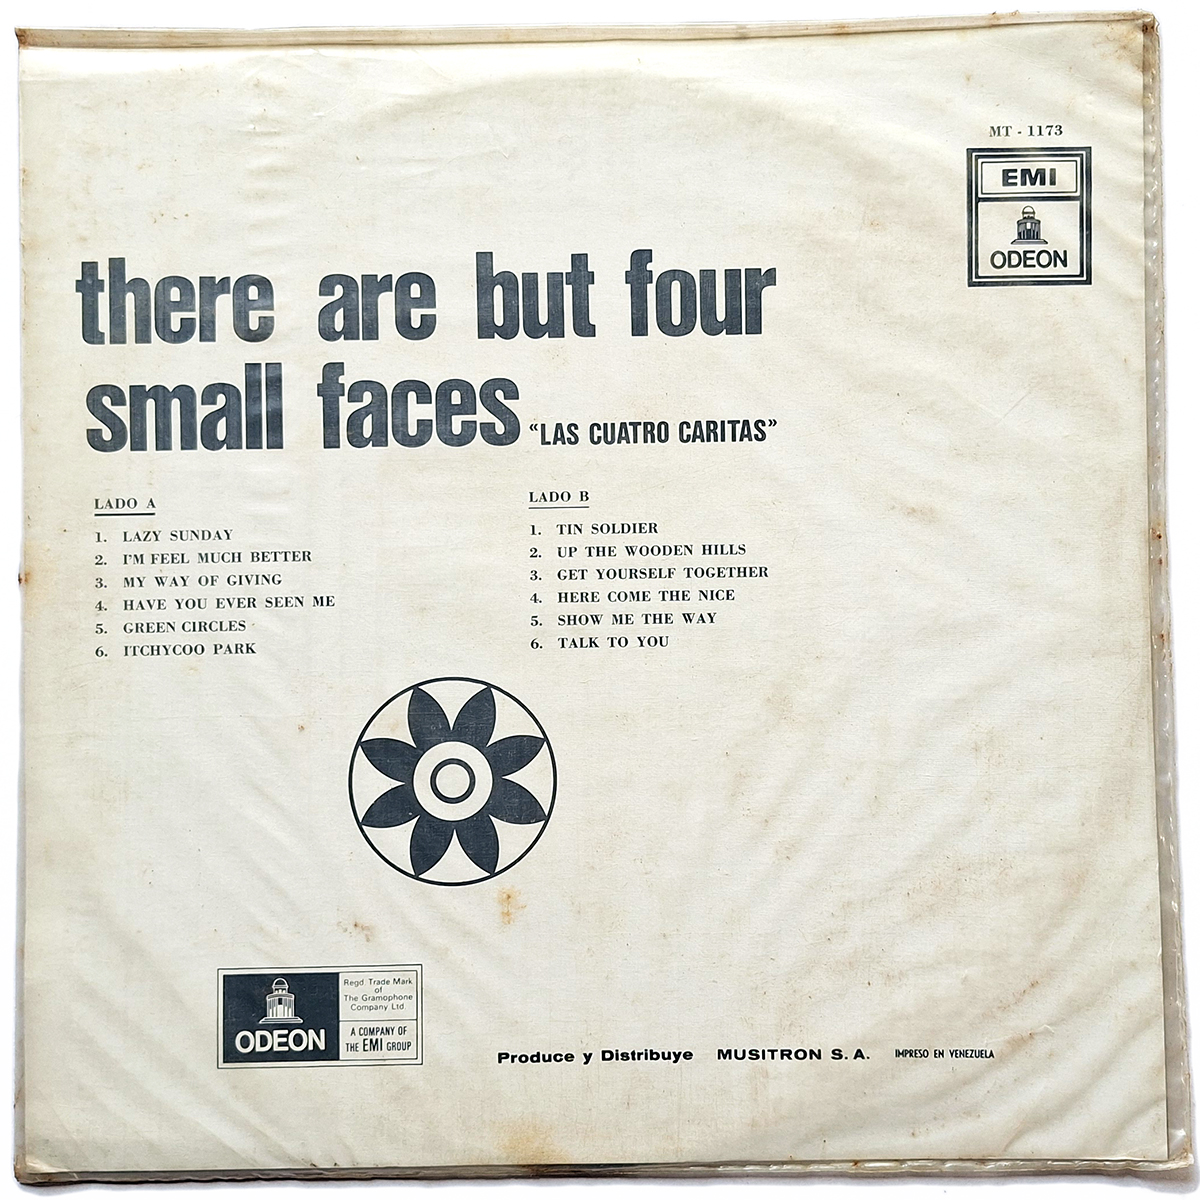 MT - 1173
EMI
ODEON
there are but four
small faces «LAS CUATRO CARITAS»
LADO A
1. LAZY SUNDAY
2. I'M FEEL MUCH BETTER
3. MY WAY OF GIVING
4. HAVE YOU EVER SEEN ME
5. GREEN CIRCLES
6. ITCHYCOO PARK
LADO B
1. TIN SOLDIER
2. UP THE WOODEN HILLS
3. GET YOURSELF TOGETHER
4. HERE COME THE NICE
5. SHOW ME THE WAY
6. TALK TO YOU
ODEON
Regd. Trade Mark
of
The Gramophone
Company Ltd.
A COMPANY OF
THE EMI GROUP
Produce y Distribuye MUSITRON S. A. IMPRESO EN VENEZUELA